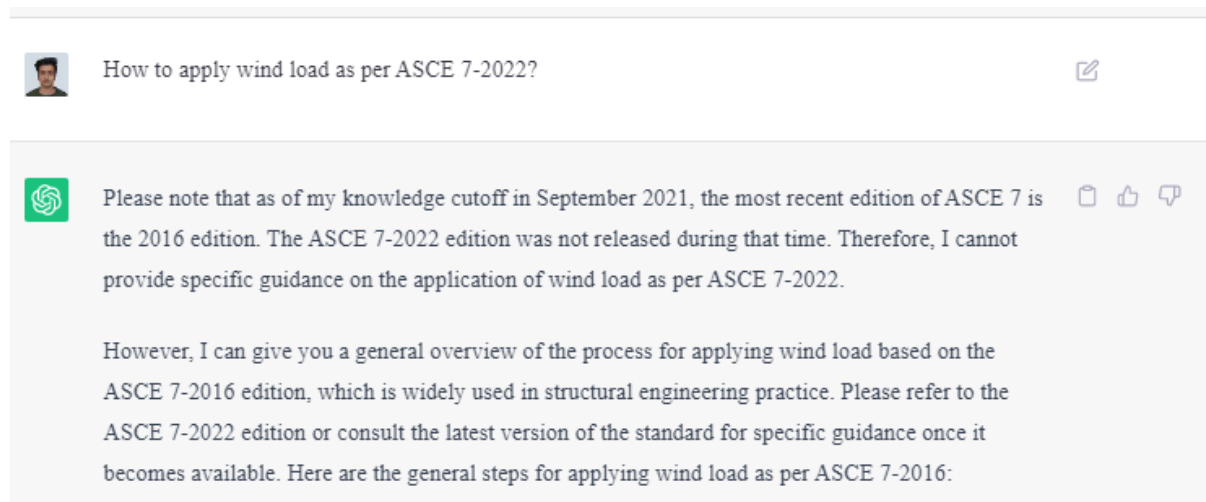 How to apply wind load as per ASCE 7-2022?
Please note that as of my knowledge cutoff in September 2021, the most recent edition of ASCE 7 is
the 2016 edition. The ASCE 7-2022 edition was not released during that time. Therefore, I cannot
provide specific guidance on the application of wind load as per ASCE 7-2022.
However, I can give you a general overview of the process for applying wind load based on the
ASCE 7-2016 edition, which is widely used in structural engineering practice. Please refer to the
ASCE 7-2022 edition or consult the latest version of the standard for specific guidance once it
becomes available. Here are the general steps for applying wind load as per ASCE 7-2016: